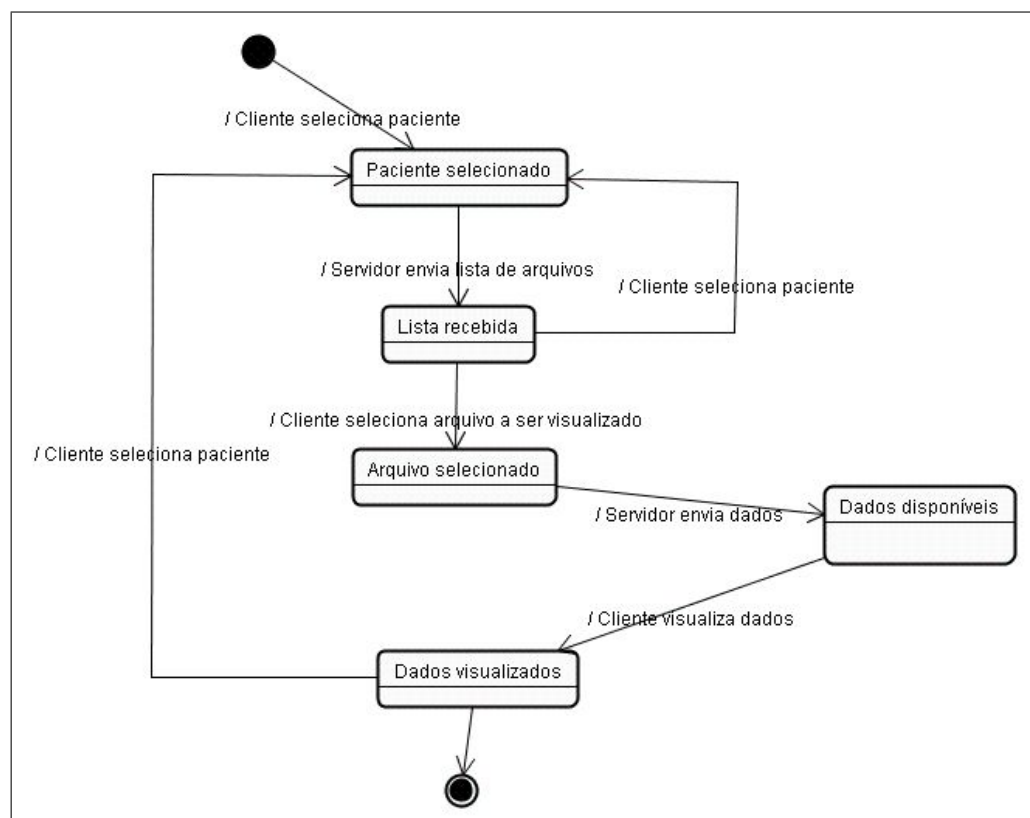 / Cliente seleciona paciente
Paciente selecionado
/ Servidor envia lista de arquivos
/ Cliente seleciona paciente
Lista recebida
/ Cliente seleciona arquivo a ser visualizado
/ Cliente seleciona paciente
Arquivo selecionado
Dados disponíveis
/ Servidor envia dados
/ Cliente visualiza dados
Dados visualizados